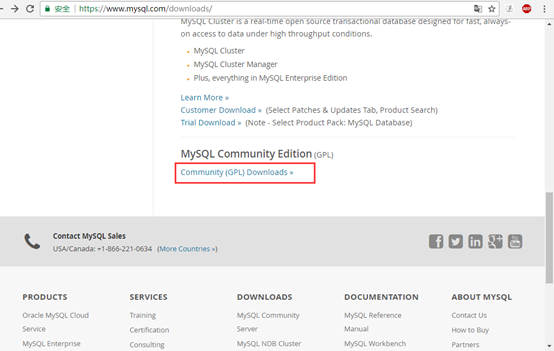 安全 https://www.mysql.com/downloads/
MySQL Cluster is a real-time open source transactional database designed for fast, always-
on access to data under high throughput conditions.
MySQL Cluster
MySQL Cluster Manager
Plus, everything in MySQL Enterprise Edition
Learn More »
Customer Download » (Select Patches & Updates Tab, Product Search)
Trial Download » (Note - Select Product Pack: MySQL Database)
MySQL Community Edition (GPL)
Community (GPL) Downloads »
Contact MySQL Sales
USA/Canada: +1-866-221-0634 (More Countries »)
PRODUCTS
Oracle MySQL Cloud
Service
MySQL Enterprise
SERVICES
Training
Certification
Consulting
DOWNLOADS
MySQL Community
Server
MySQL NDB Cluster
DOCUMENTATION
MySQL Reference
Manual
MySQL Workbench
ABOUT MYSQL
Contact Us
How to Buy
Partners